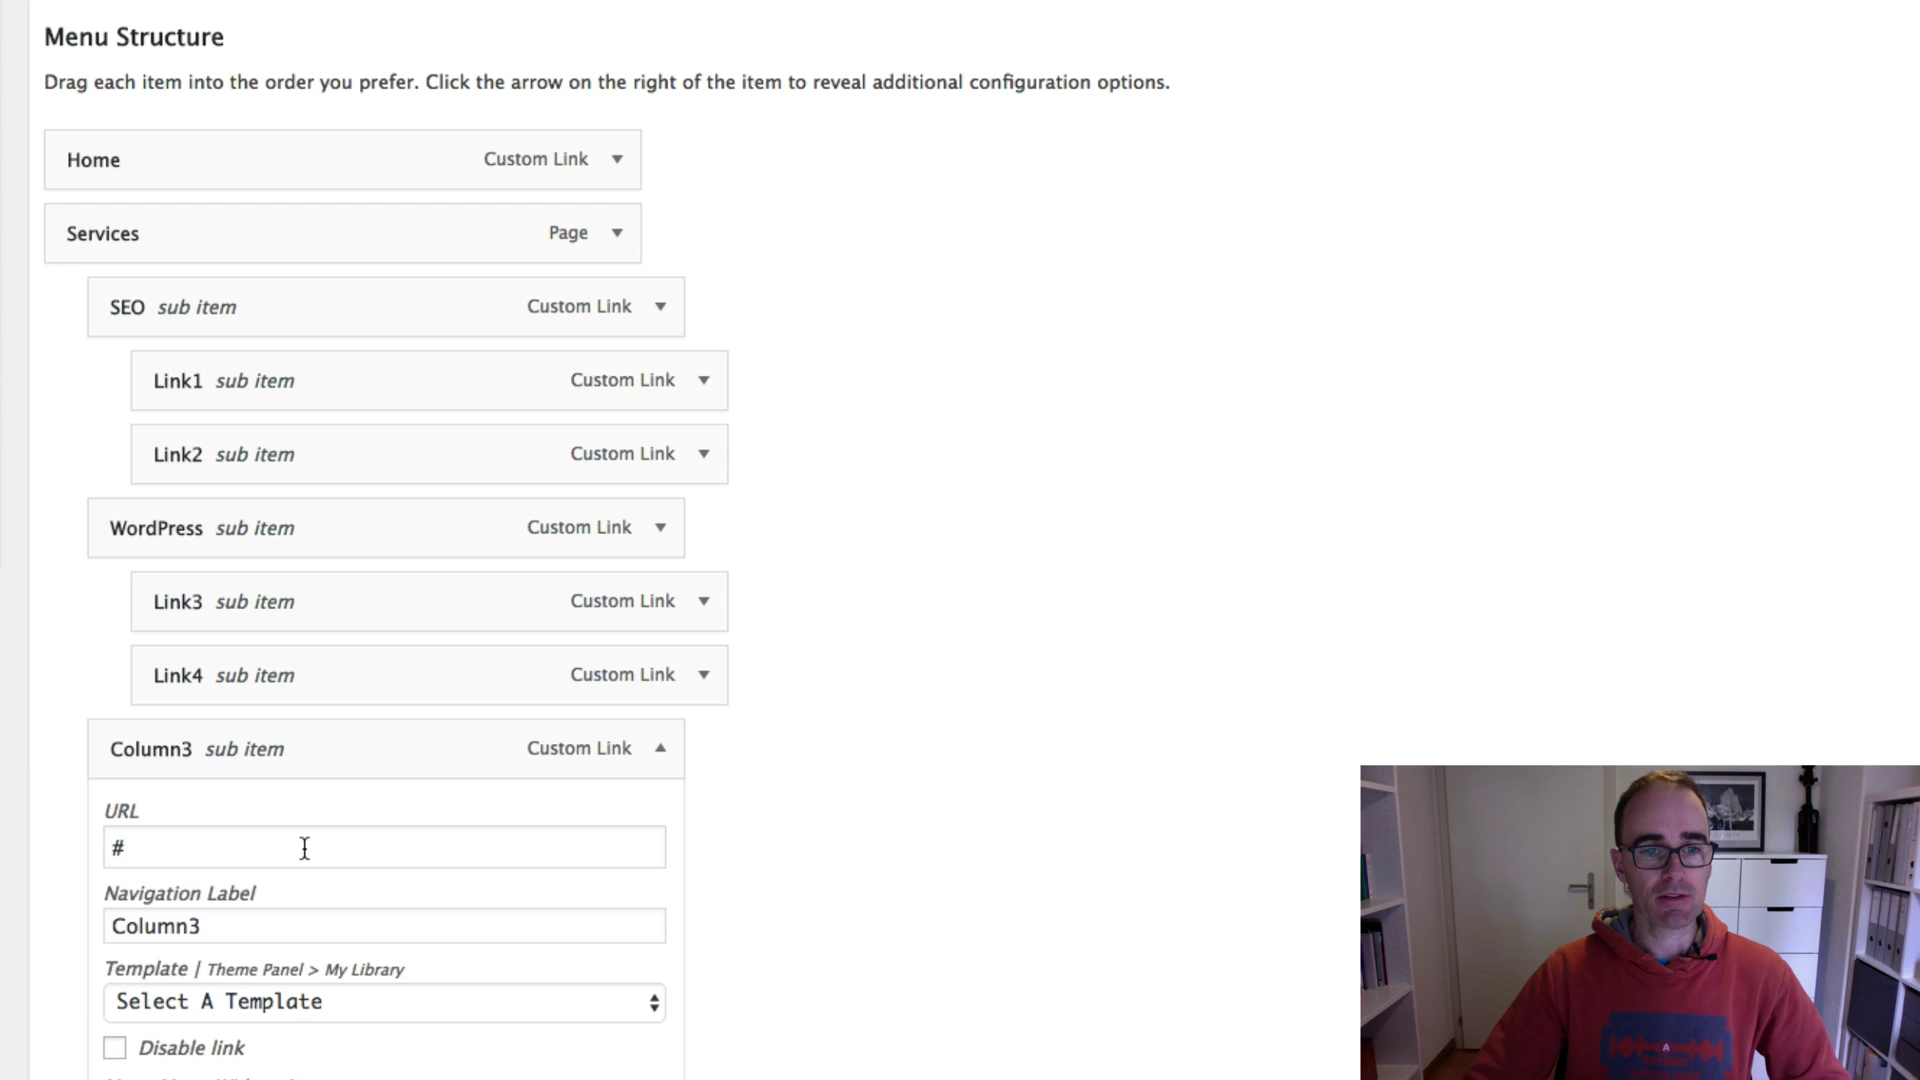 Menu Structure
Drag each item into the order you prefer. Click the arrow on the right of the item to reveal additional configuration options.
Home Custom Link
Services Page
SEO sub item Custom Link
Link1 sub item Custom Link
Link2 sub item Custom Link
WordPress sub item Custom Link
Link3 sub item Custom Link
Link4 sub item Custom Link
Column3 sub item Custom Link
URL
#
Navigation Label
Column3
Template | Theme Panel > My Library
Select A Template
Disable link